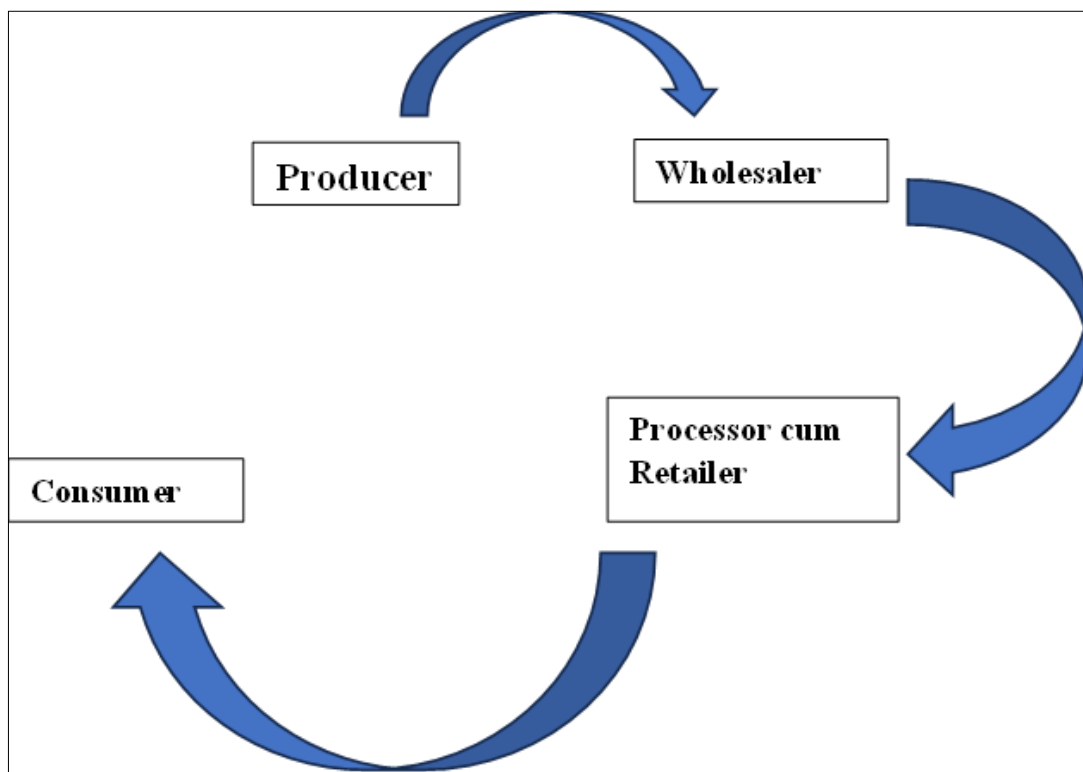 Producer
Wholesaler
Processor cum
Retailer
Consumer